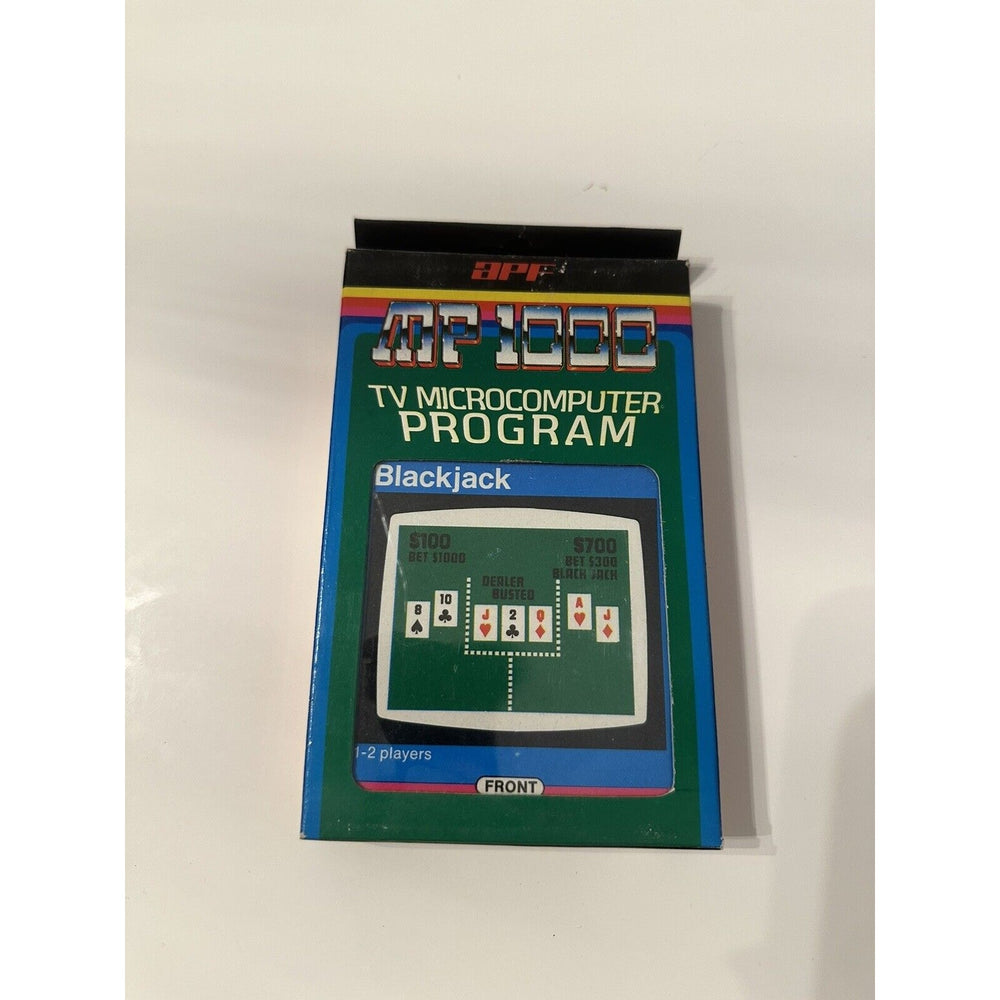 apf
MP 1000
TV MICROCOMPUTER
PROGRAM
Blackjack
$100
BET $1000
$700
BET $300
BLACK JACK
DEALER
BUSTED
8 10 J 2 Q A J
1-2 players
FRONT